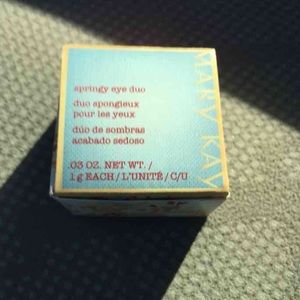 springy eye duo
duo spongieux
pour les yeux
dúo de sombras
acabado sedoso
.03 OZ. NET WT./
1 g EACH/L'UNITÉ/C/U
MARY KAY